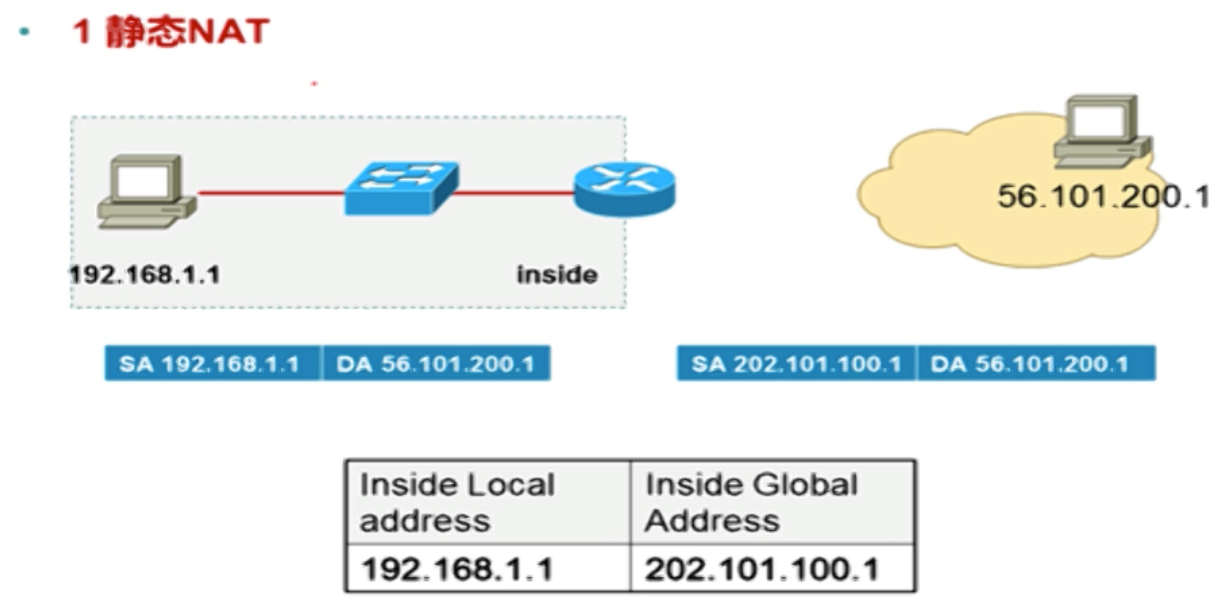 • 1 静态NAT
56.101.200.1
192.168.1.1
inside
SA 192.168.1.1 DA 56.101.200.1
SA 202.101.100.1 DA 56.101.200.1
Inside Local
address
Inside Global
Address
192.168.1.1
202.101.100.1